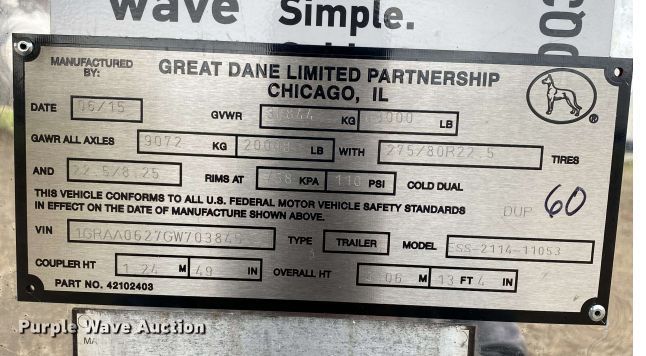 wave Simple.
MANUFACTURED BY: GREAT DANE LIMITED PARTNERSHIP
CHICAGO, IL
DATE 06/15 GVWR KG LB
GAWR ALL AXLES 9072 KG LB WITH 275/80R22.5 TIRES
AND 22.5/8.25 RIMS AT 758 KPA 110 PSI COLD DUAL
THIS VEHICLE CONFORMS TO ALL U.S. FEDERAL MOTOR VEHICLE SAFETY STANDARDS
IN EFFECT ON THE DATE OF MANUFACTURE SHOWN ABOVE.
DUP 60
VIN TYPE TRAILER MODEL ESS-2114-11053
COUPLER HT 1.24 M 49 IN OVERALL HT M 13 FT 4 IN
PART NO. 42102403
Purple Wave Auction